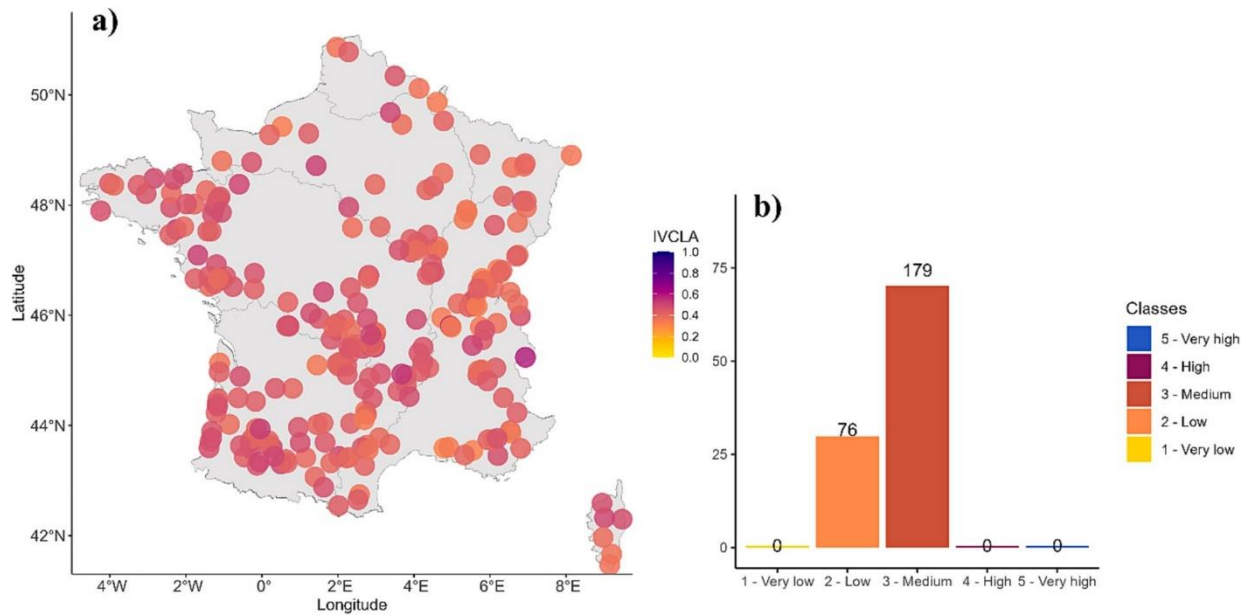 a)
50°N
48°N
46°N
44°N
42°N
Latitude
4°W 2°W 0° 2°E 4°E 6°E 8°E
Longitude
IVCLA
1.0
0.8
0.6
0.4
0.2
0.0
b)
75
50
25
0
0
76
179
0
0
1 - Very low 2 - Low 3 - Medium 4 - High 5 - Very high
Classes
5 - Very high
4 - High
3 - Medium
2 - Low
1 - Very low